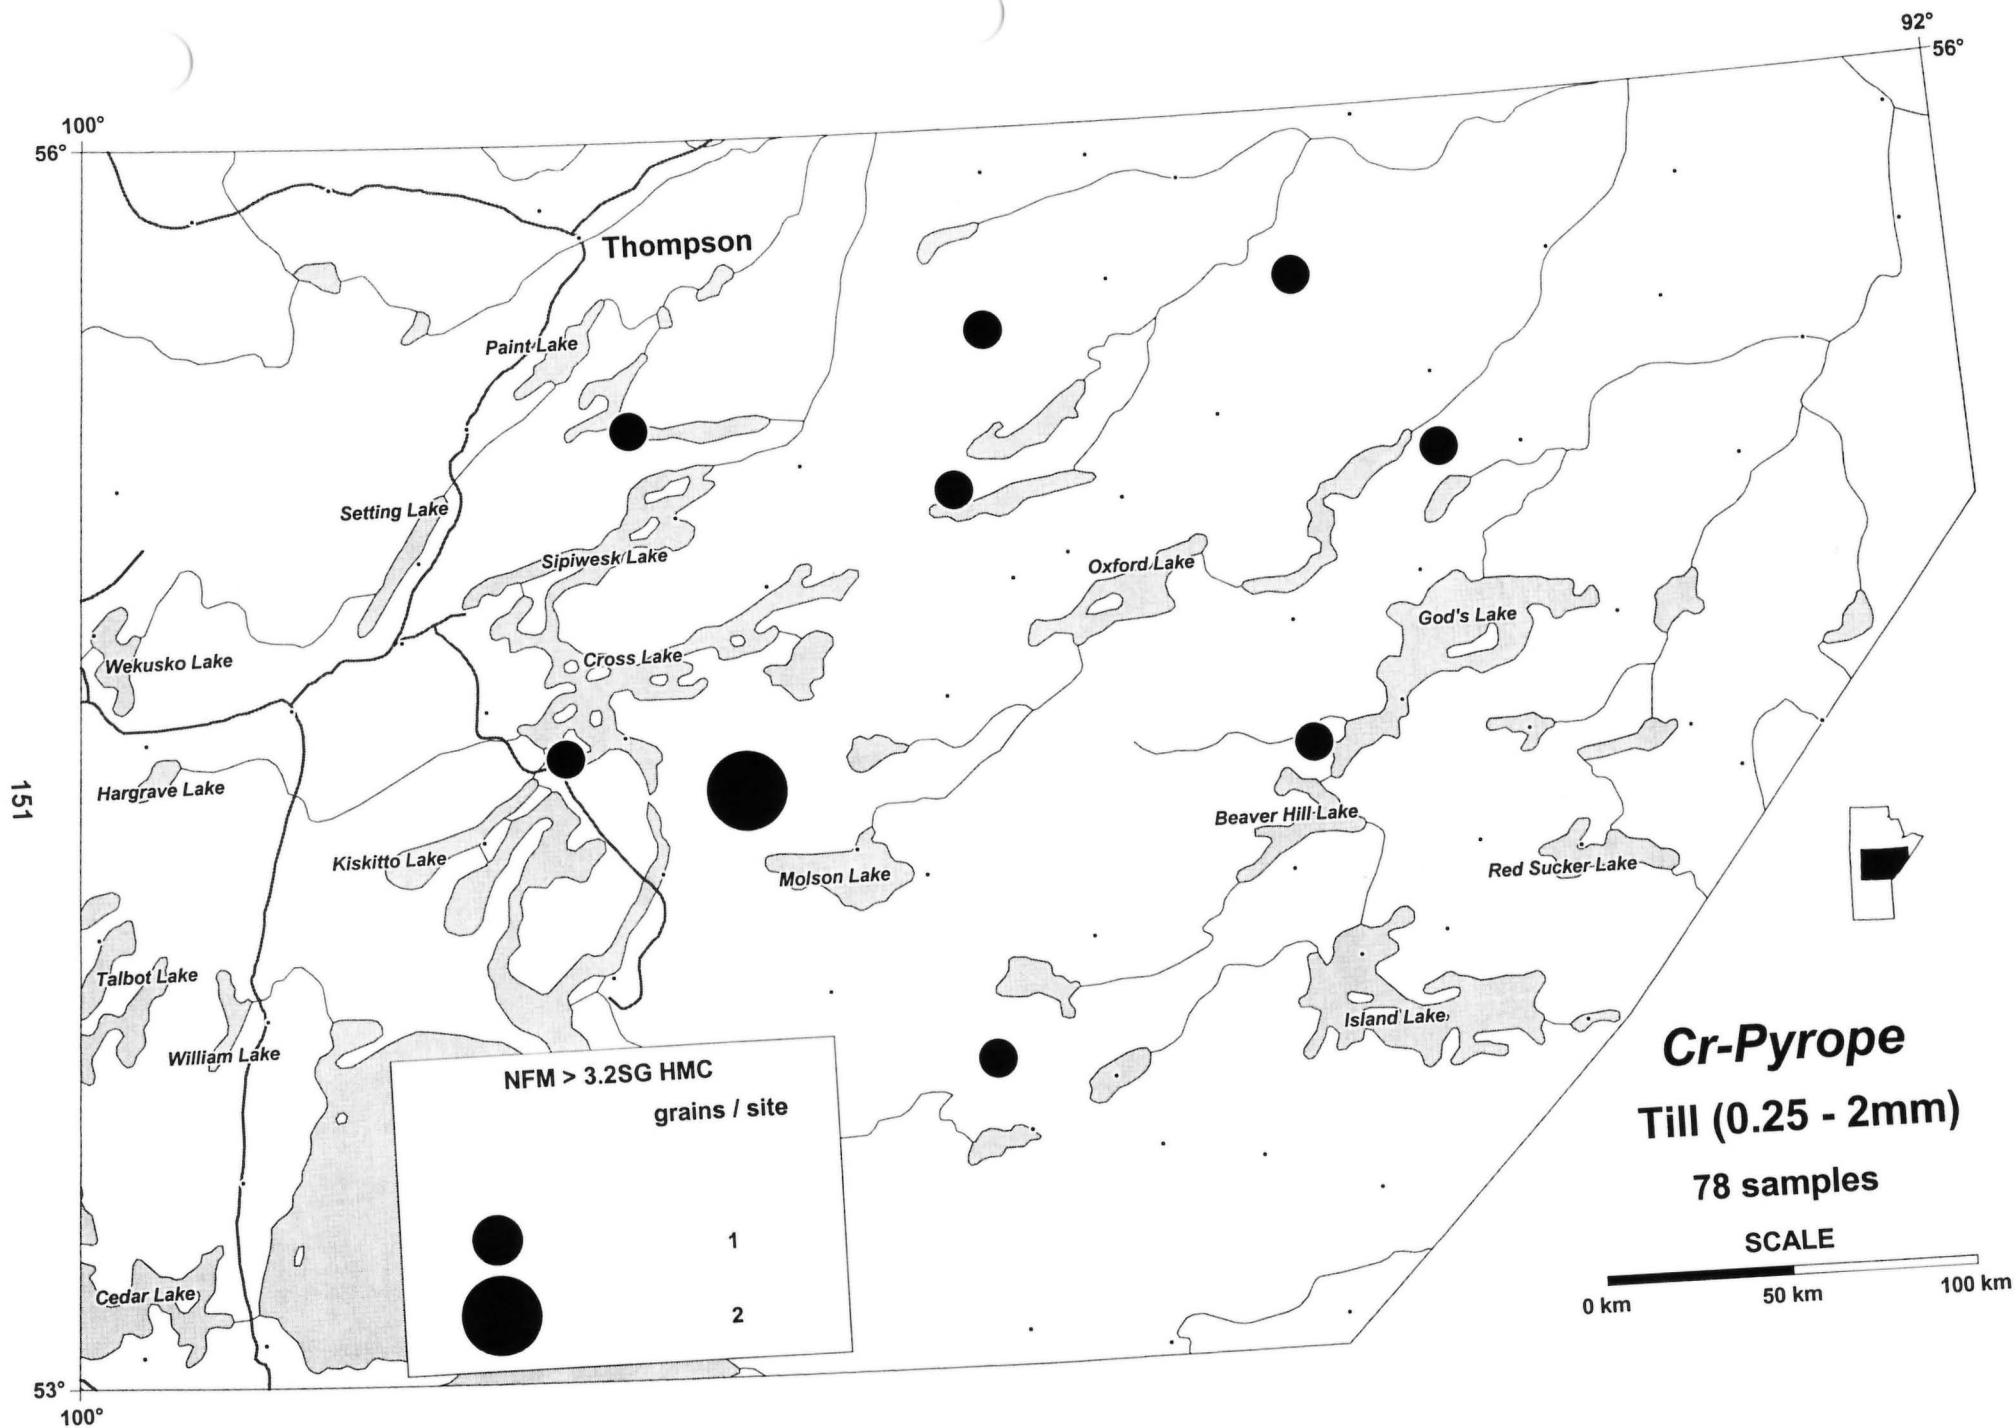 92°
56°
100°
56°
Thompson
Paint Lake
Setting Lake
Sipiwesk Lake
Oxford Lake
God's Lake
Wekusko Lake
Cross Lake
Hargrave Lake
151
Beaver Hill Lake
Kiskitto Lake
Molson Lake
Red Sucker Lake
Talbot Lake
Island Lake
William Lake
Cr-Pyrope
Till (0.25 - 2mm)
78 samples
NFM > 3.2SG HMC
grains / site
1
2
SCALE
0 km
50 km
100 km
Cedar Lake
53°
100°